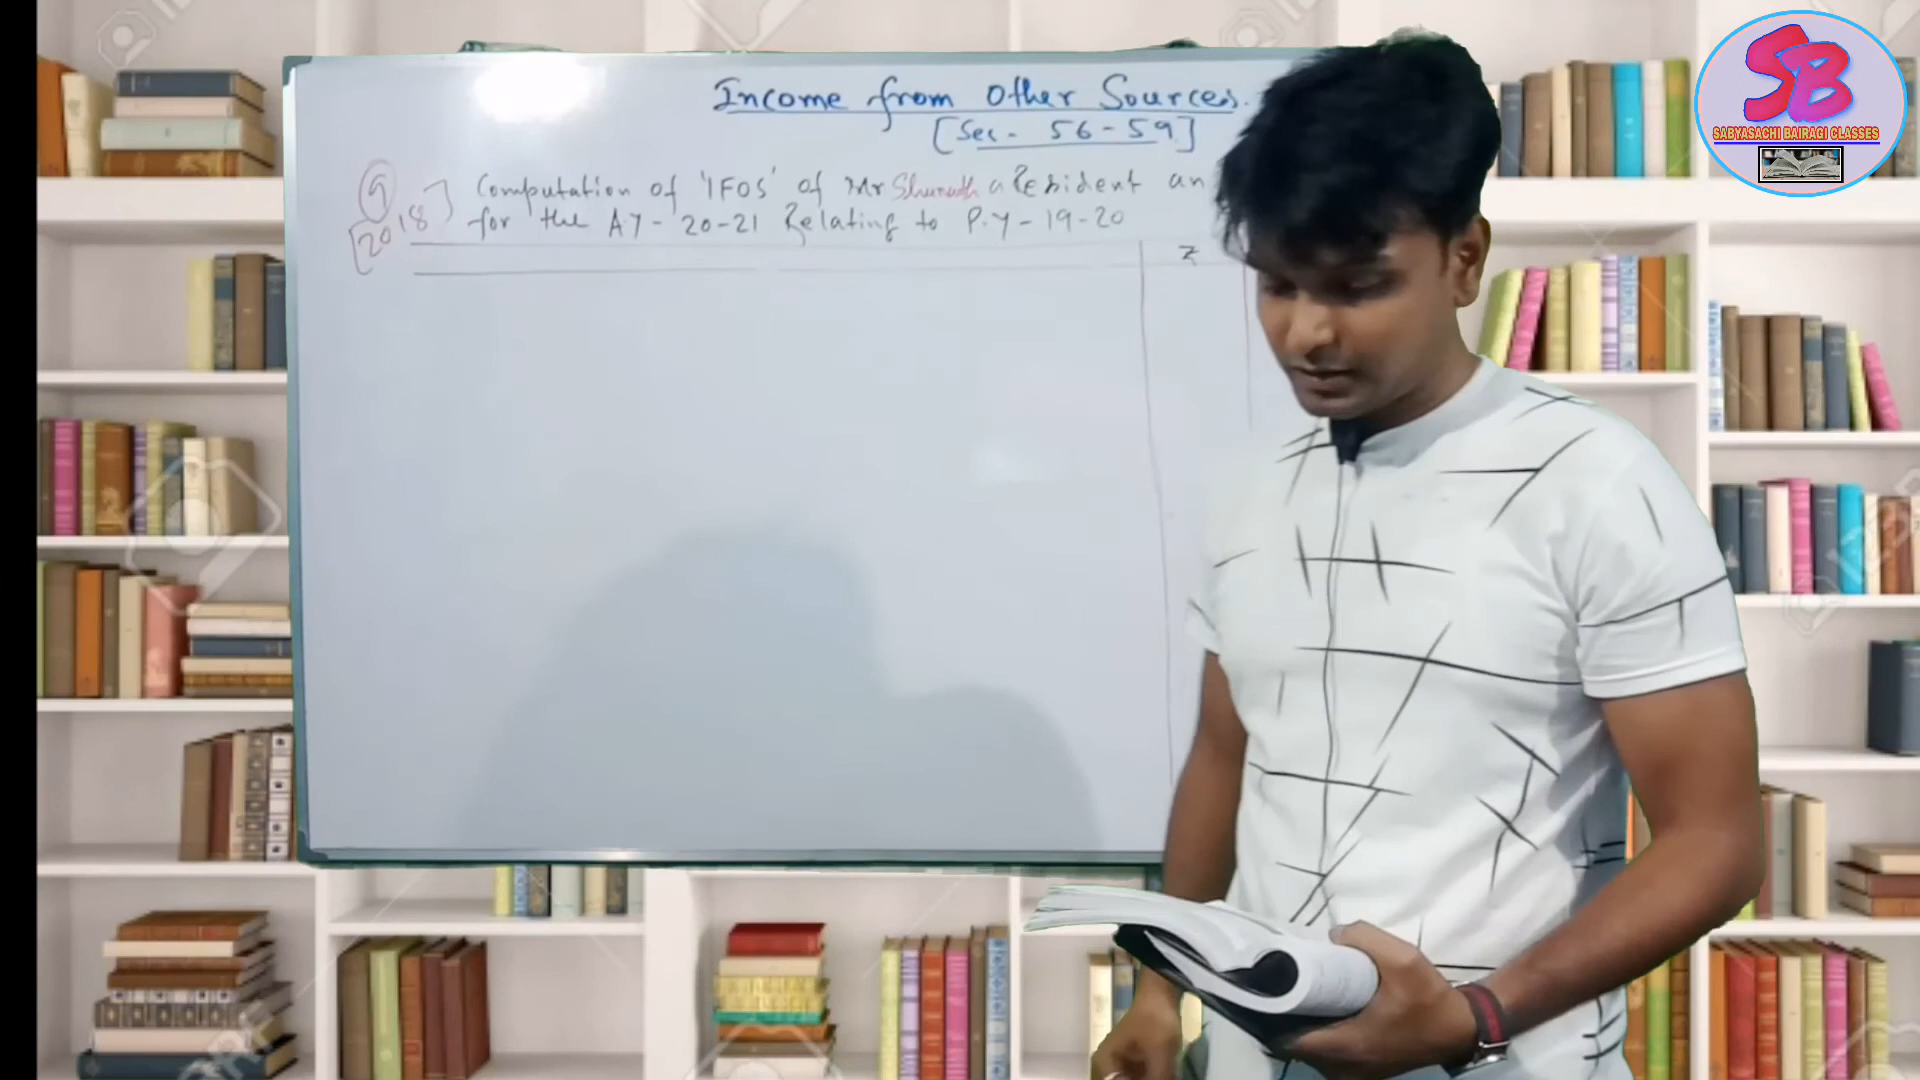 Income from Other Sources.
[Sec. - 56-59]
9
[2018] Computation of 'IFOS' of Mr a Resident an
for the A.Y - 20-21 Relating to P.Y - 19-20
₹
SB
SABYASACHI BAIRAGI CLASSES